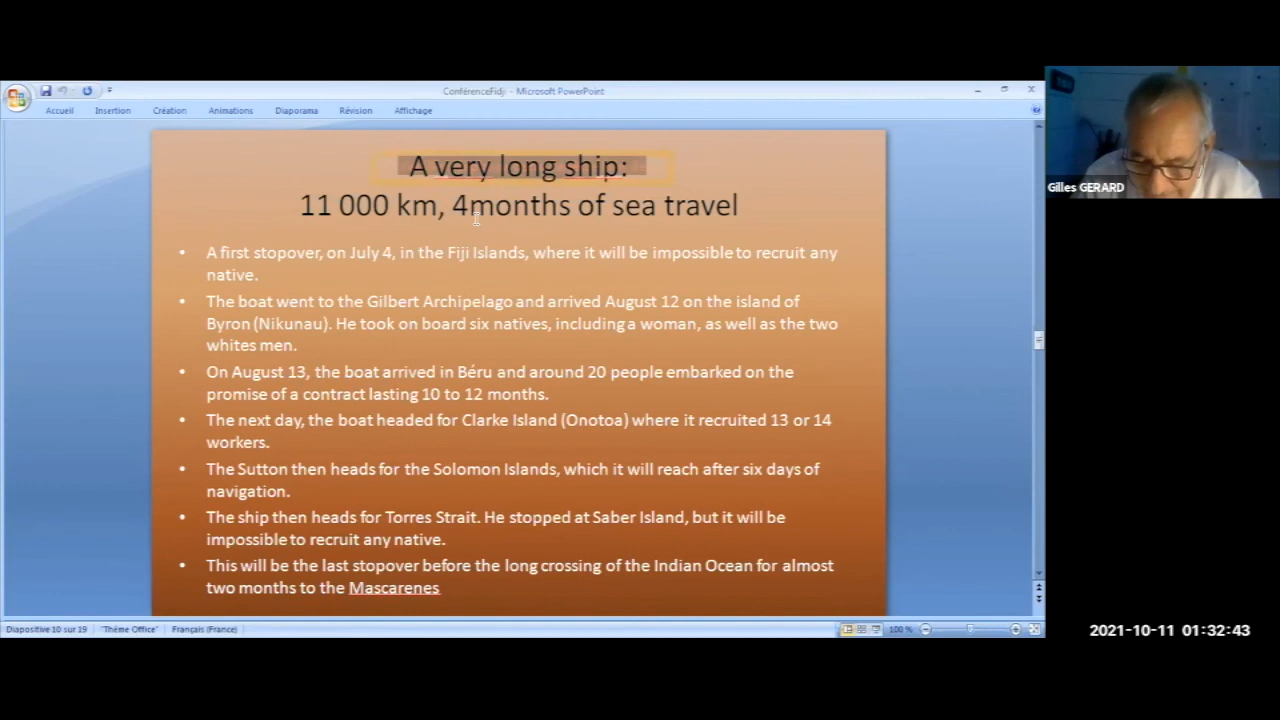 ConférenceFidji - Microsoft PowerPoint
Accueil Insertion Création Animations Diaporama Révision Affichage
A very long ship:
11 000 km, 4months of sea travel
• A first stopover, on July 4, in the Fiji Islands, where it will be impossible to recruit any
native.
• The boat went to the Gilbert Archipelago and arrived August 12 on the island of
Byron (Nikunau). He took on board six natives, including a woman, as well as the two
whites men.
• On August 13, the boat arrived in Béru and around 20 people embarked on the
promise of a contract lasting 10 to 12 months.
• The next day, the boat headed for Clarke Island (Onotoa) where it recruited 13 or 14
workers.
• The Sutton then heads for the Solomon Islands, which it will reach after six days of
navigation.
• The ship then heads for Torres Strait. He stopped at Saber Island, but it will be
impossible to recruit any native.
• This will be the last stopover before the long crossing of the Indian Ocean for almost
two months to the Mascarenes
Diapositive 10 sur 19 "Thème Office" Français (France) 100 %
Gilles GERARD
2021-10-11 01:32:43